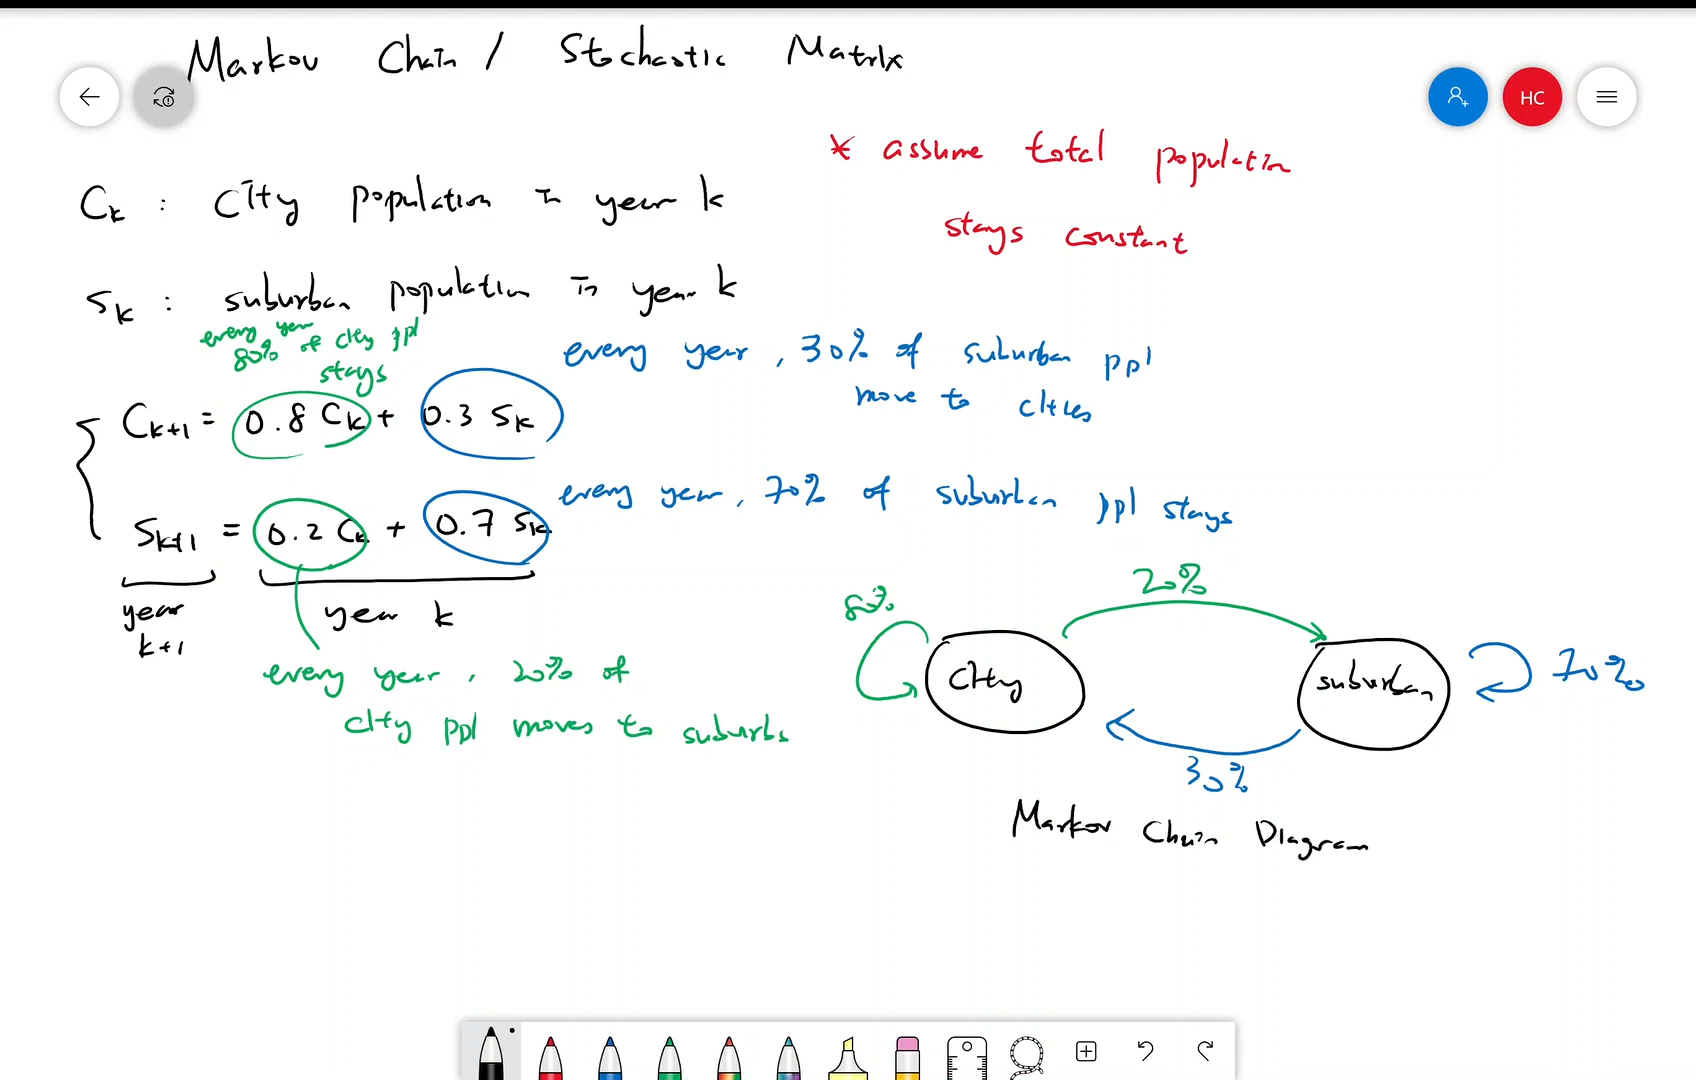 Markov Chain / Stochastic Matrix
HC
* assume total population
stays constant
Ck : City population in year k
Sk : suburban population in year k
every year
80% of city ppl
stays
every year, 30% of suburban ppl
move to cities
Ck+1 = 0.8 Ck + 0.3 Sk
every year, 70% of suburban ppl stays
Sk+1 = 0.2 Ck + 0.7 Sk
year
k+1
year k
every year, 20% of
city ppl moves to suburbs
80%
20%
City
suburban
70%
30%
Markov Chain Diagram